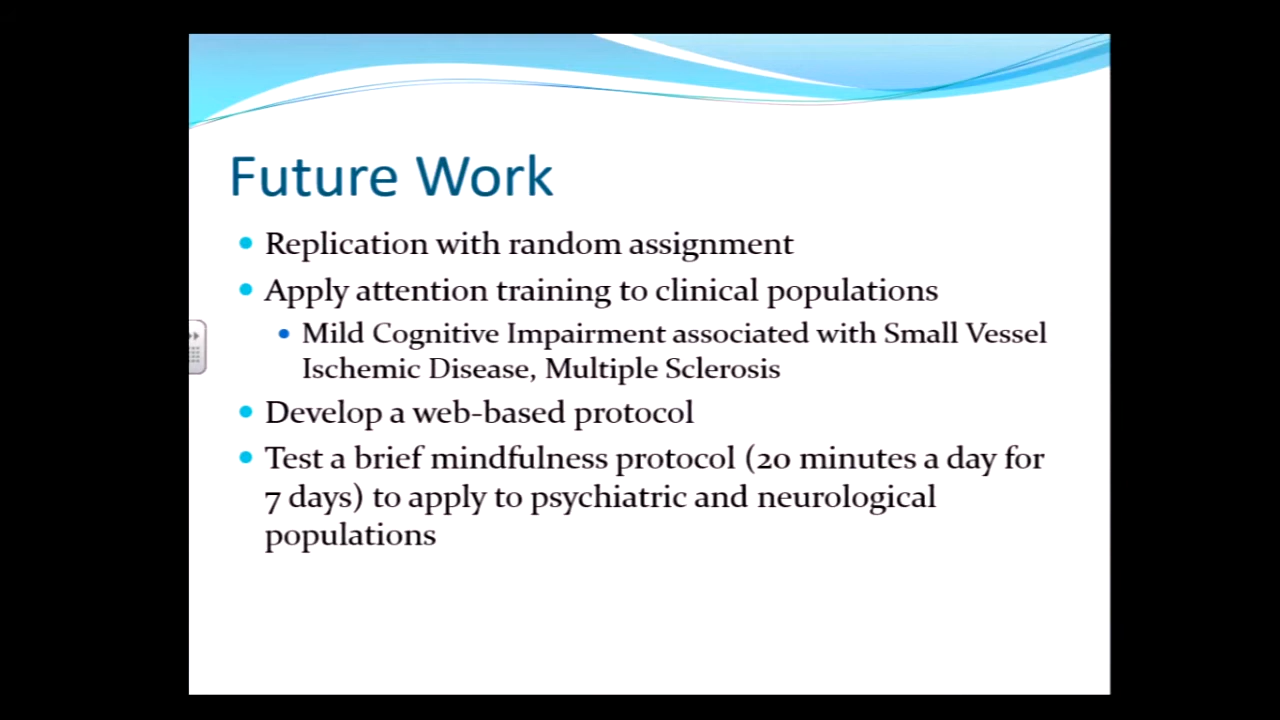 Future Work
Replication with random assignment
Apply attention training to clinical populations
Mild Cognitive Impairment associated with Small Vessel
Ischemic Disease, Multiple Sclerosis
Develop a web-based protocol
Test a brief mindfulness protocol (20 minutes a day for
7 days) to apply to psychiatric and neurological
populations